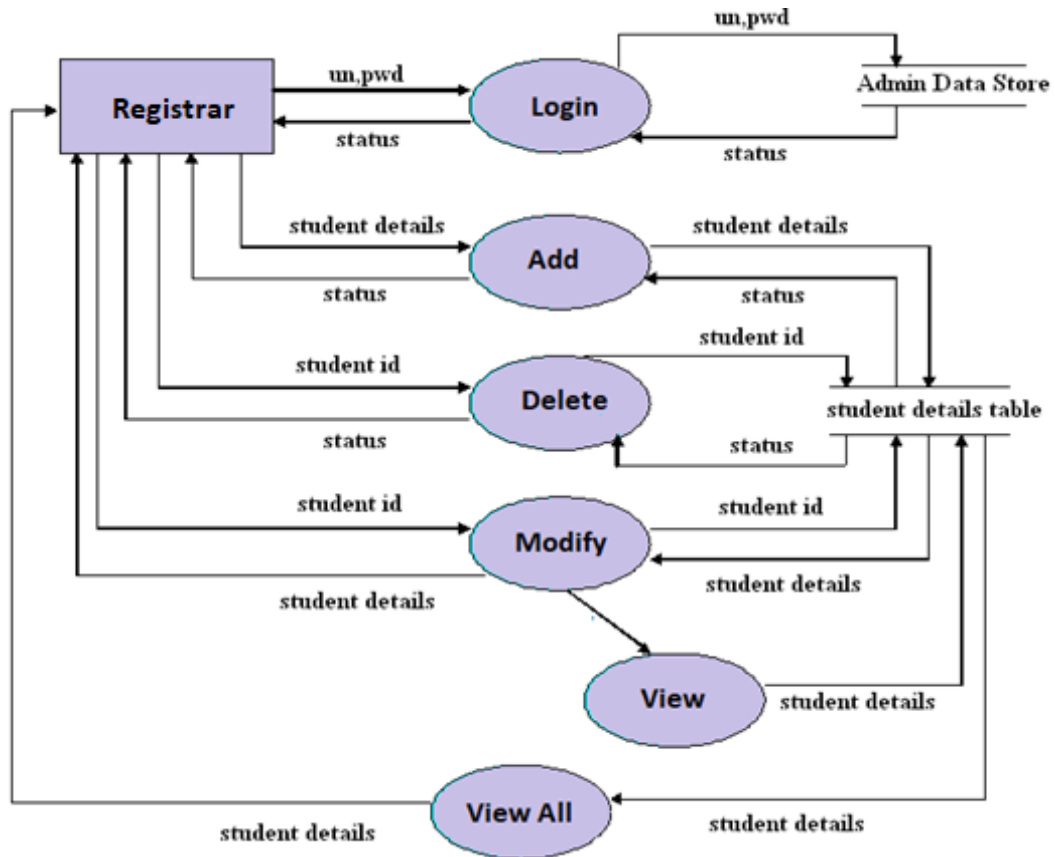 un,pwd
un,pwd
Registrar
Login
Admin Data Store
status
status
student details
student details
Add
status
status
student id
student id
Delete
student details table
status
status
student id
student id
Modify
student details
student details
View
student details
View All
student details
student details